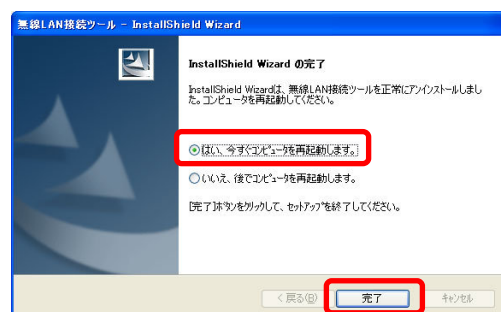 無線LAN接続ツール - InstallShield Wizard
InstallShield Wizard の完了
InstallShield Wizardは、無線LAN接続ツールを正常にアンインストールしまし
た。コンピュータを再起動してください。
はい、今すぐコンピュータを再起動します。
いいえ、後でコンピュータを再起動します。
[完了]ボタンをクリックして、セットアップを終了してください。
< 戻る(B) 完了 キャンセル